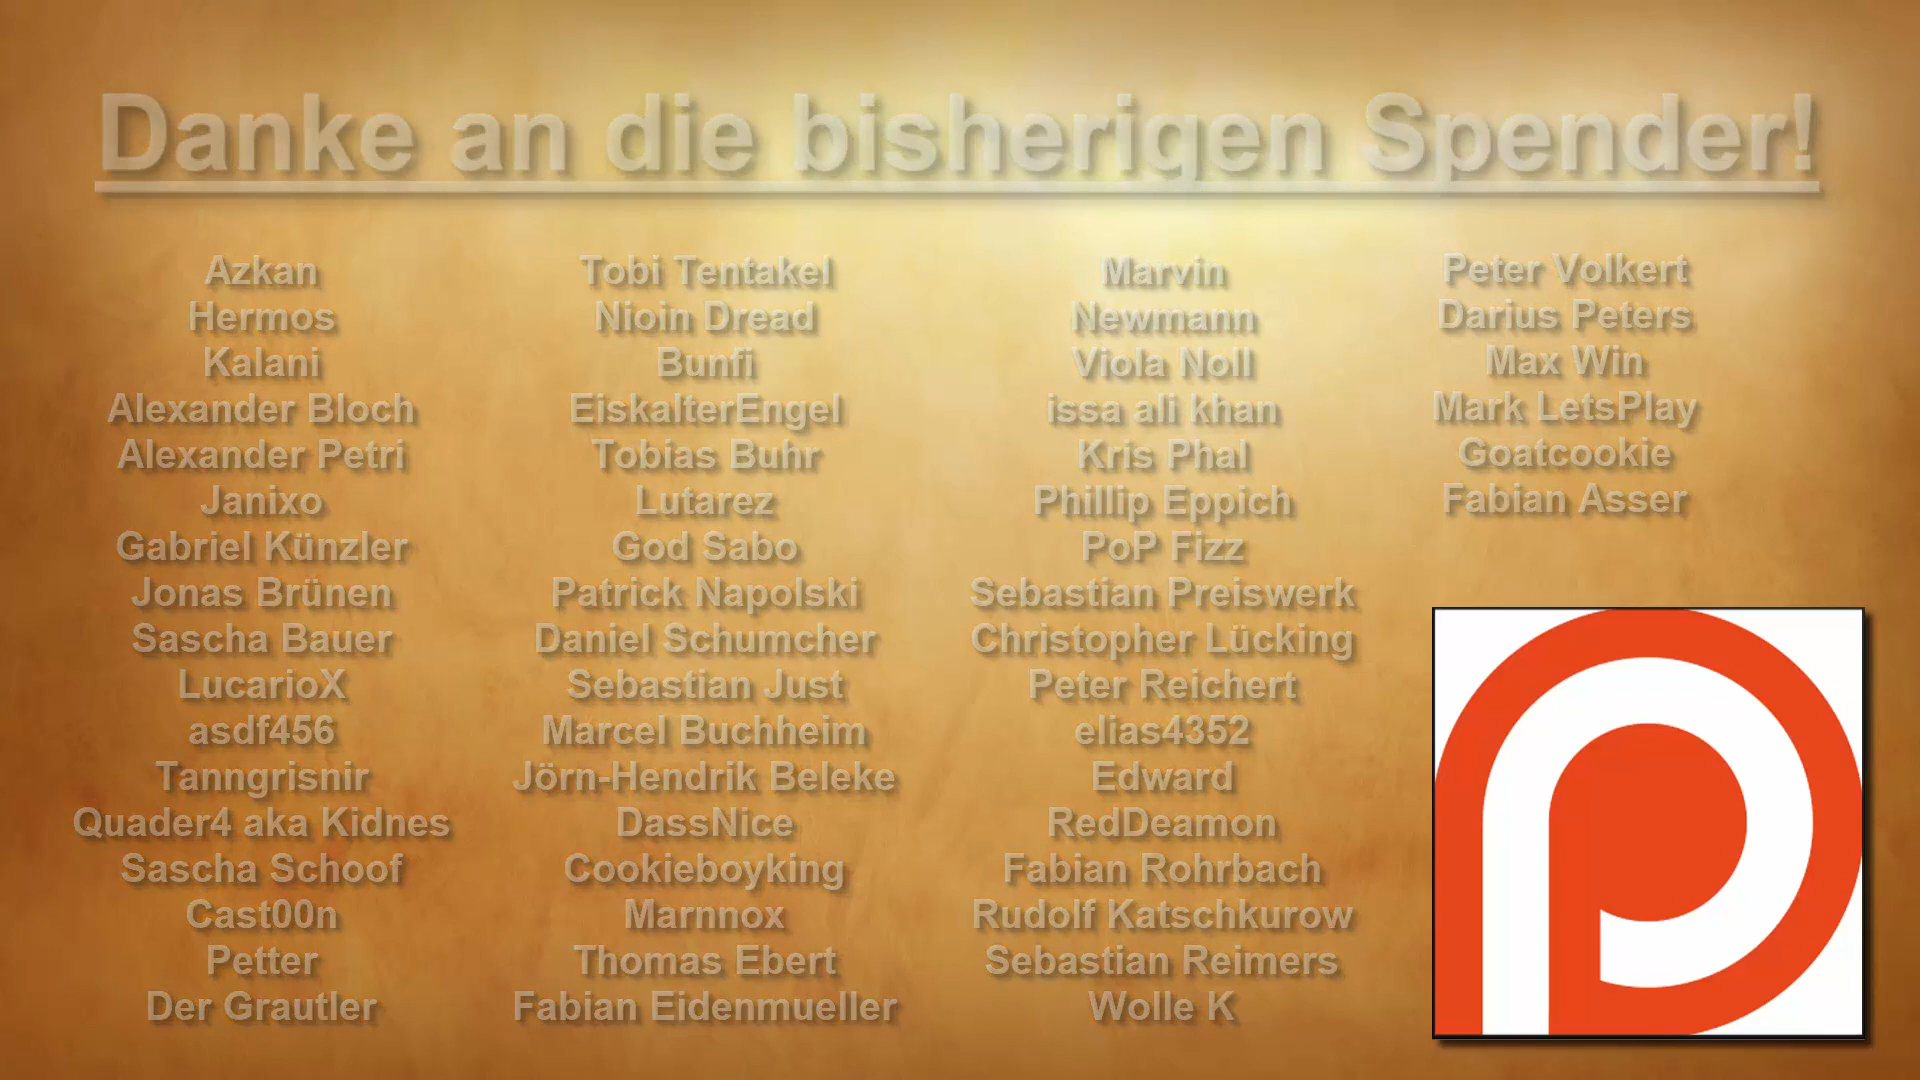 Danke an die bisherigen Spender!
Azkan
Hermos
Kalani
Alexander Bloch
Alexander Petri
Janixo
Gabriel Künzler
Jonas Brünen
Sascha Bauer
LucarioX
asdf456
Tanngrisnir
Quader4 aka Kidnes
Sascha Schoof
Cast00n
Petter
Der Grautler
Tobi Tentakel
Nioin Dread
Bunfi
EiskalterEngel
Tobias Buhr
Lutarez
God Sabo
Patrick Napolski
Daniel Schumcher
Sebastian Just
Marcel Buchheim
Jörn-Hendrik Beleke
DassNice
Cookieboyking
Marnnox
Thomas Ebert
Fabian Eidenmueller
Marvin
Newmann
Viola Noll
issa ali khan
Kris Phal
Phillip Eppich
PoP Fizz
Sebastian Preiswerk
Christopher Lücking
Peter Reichert
elias4352
Edward
RedDeamon
Fabian Rohrbach
Rudolf Katschkurow
Sebastian Reimers
Wolle K
Peter Volkert
Darius Peters
Max Win
Mark LetsPlay
Goatcookie
Fabian Asser